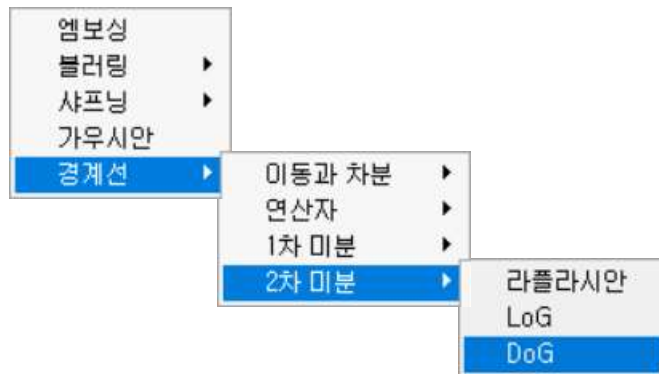 엠보싱
블러링
샤프닝
가우시안
경계선
이동과 차분
연산자
1차 미분
2차 미분
라플라시안
LoG
DoG